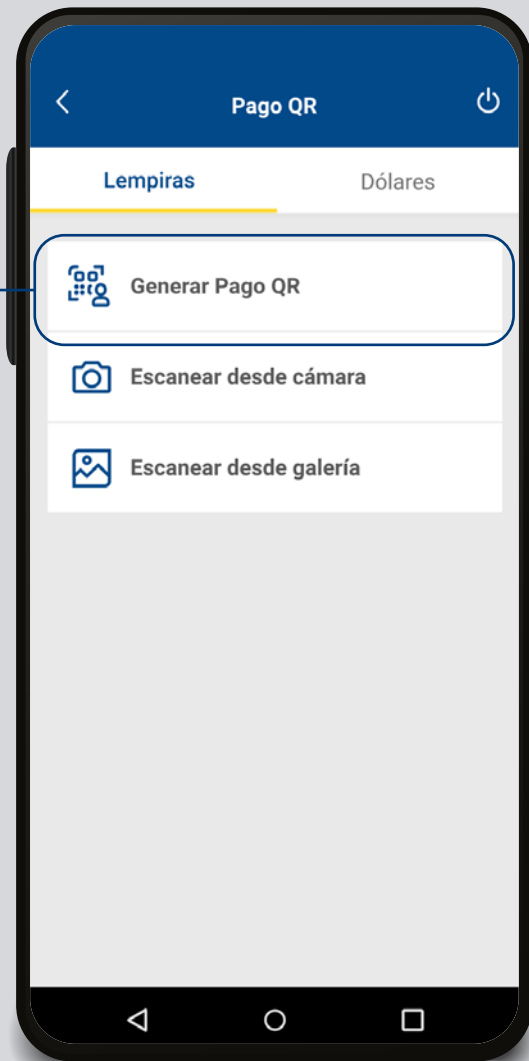 Pago QR
Lempiras Dólares
Generar Pago QR
Escanear desde cámara
Escanear desde galería